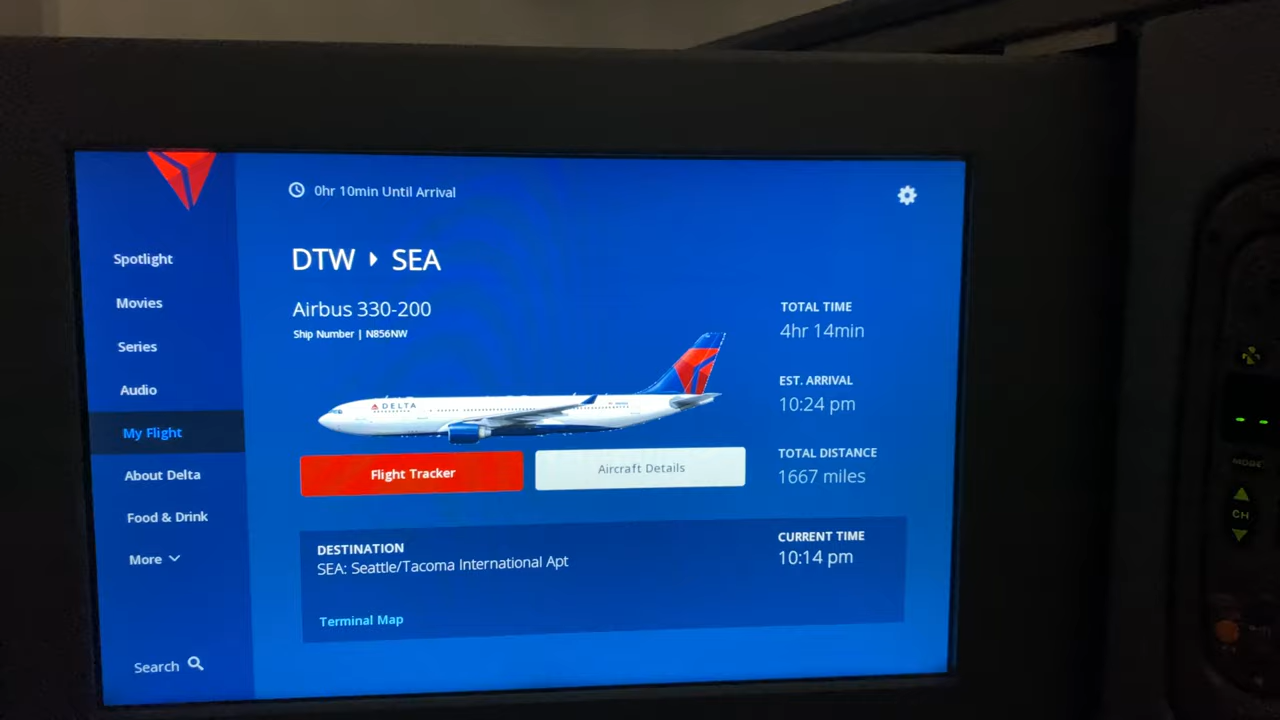 0hr 10min Until Arrival
DTW SEA
Airbus 330-200
Ship Number | N856NW
DELTA
TOTAL TIME
4hr 14min
EST. ARRIVAL
10:24 pm
TOTAL DISTANCE
1667 miles
Flight Tracker
Aircraft Details
DESTINATION
SEA: Seattle/Tacoma International Apt
Terminal Map
CURRENT TIME
10:14 pm
Spotlight
Movies
Series
Audio
My Flight
About Delta
Food & Drink
More
Search
MODE
CH